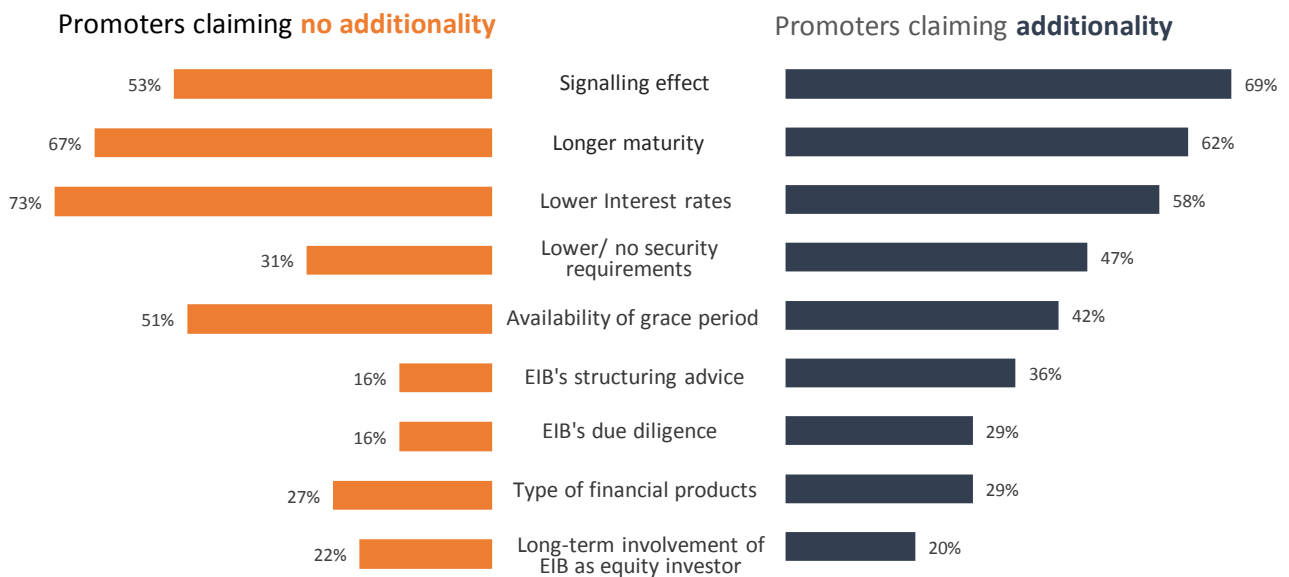 Promoters claiming no additionality
Promoters claiming additionality
53%
Signalling effect
69%
67%
Longer maturity
62%
73%
Lower Interest rates
58%
31%
Lower/ no security
requirements
47%
51%
Availability of grace period
42%
16%
EIB's structuring advice
36%
16%
EIB's due diligence
29%
27%
Type of financial products
29%
22%
Long-term involvement of
EIB as equity investor
20%